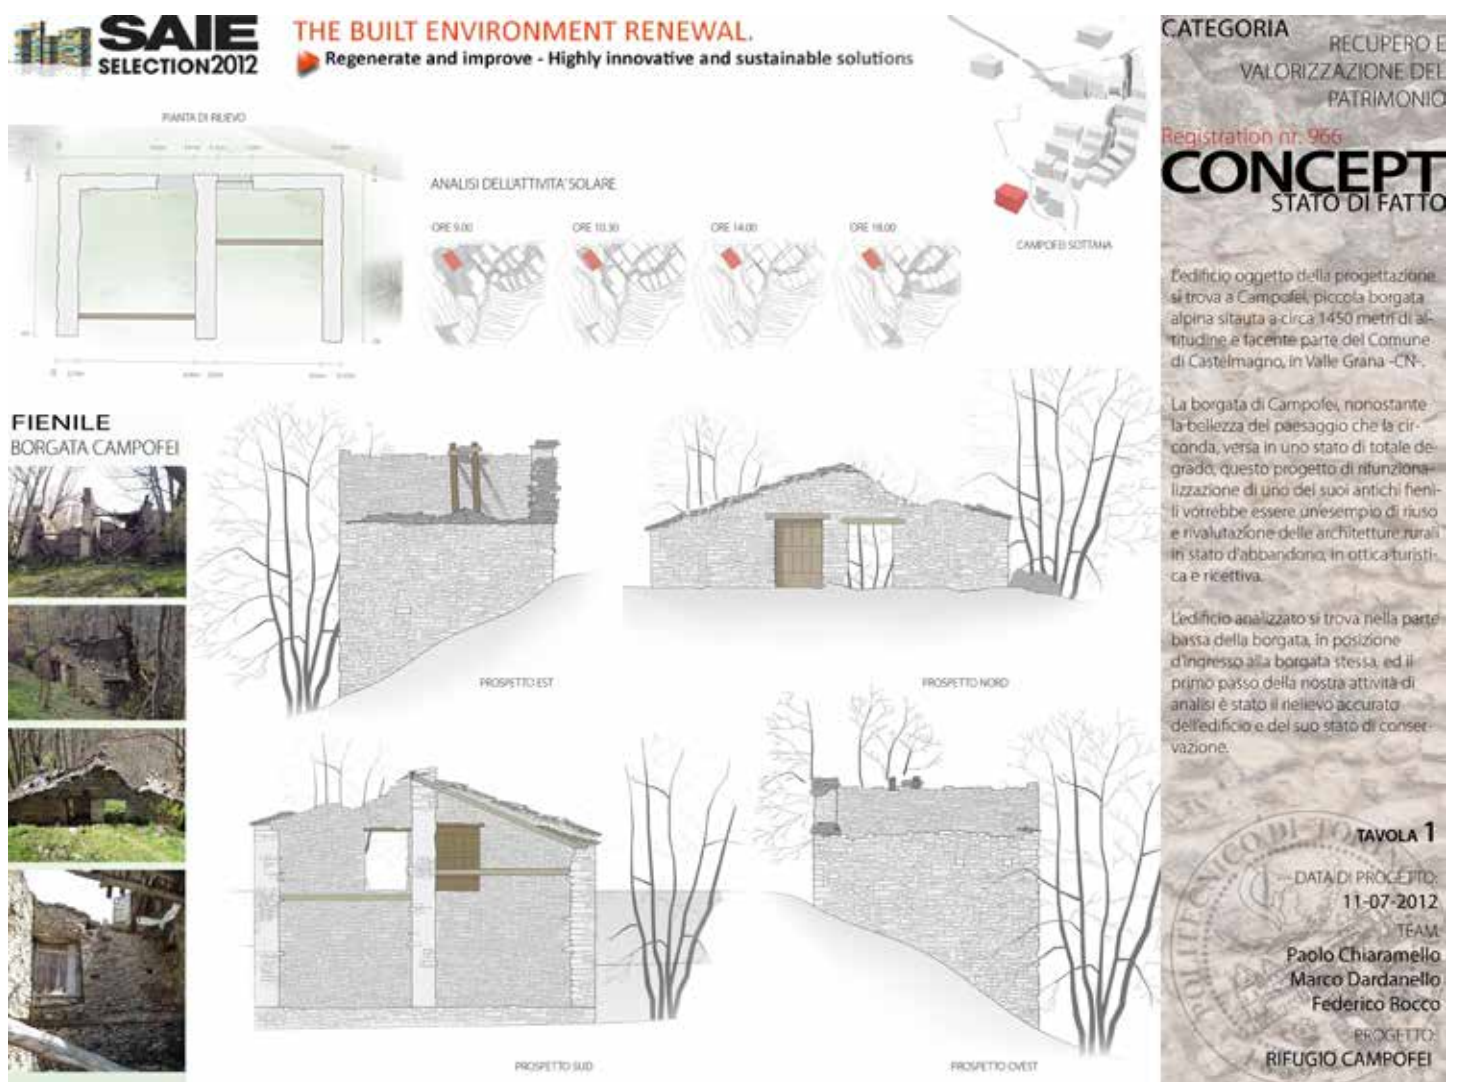 SAIE
SELECTION2012
THE BUILT ENVIRONMENT RENEWAL.
Regenerate and improve - Highly innovative and sustainable solutions
PIANTA DI RILIEVO
ANALISI DELL'ATTIVITA' SOLARE
ORE 9.00
ORE 10.30
ORE 14.00
ORE 18.00
CAMPOFEI SOTTANA
FIENILE
BORGATA CAMPOFEI
PROSPETTO EST
PROSPETTO NORD
PROSPETTO SUD
PROSPETTO OVEST
CATEGORIA
RECUPERO E
VALORIZZAZIONE DEL
PATRIMONIO
Registration nr. 966
CONCEPT
STATO DI FATTO
L'edificio oggetto della progettazione
si trova a Campofei, piccola borgata
alpina sitauta a circa 1450 metri di al-
titudine e facente parte del Comune
di Castelmagno, in Valle Grana -CN-.
La borgata di Campofei, nonostante
la bellezza del paesaggio che la cir-
conda, versa in uno stato di totale de-
grado, questo progetto di rifunziona-
lizzazione di uno dei suoi antichi fieni-
li vorrebbe essere un'esempio di riuso
e rivalutazione delle architetture rurali
in stato d'abbandono, in ottica turisti-
ca e ricettiva.
L'edificio analizzato si trova nella parte
bassa della borgata, in posizione
d'ingresso alla borgata stessa, ed il
primo passo della nostra attività di
analisi è stato il rielievo accurato
dell'edificio e del suo stato di conser-
vazione.
TAVOLA 1
DATA DI PROGETTO:
11-07-2012
TEAM:
Paolo Chiaramello
Marco Dardanello
Federico Rocco
PROGETTO:
RIFUGIO CAMPOFEI